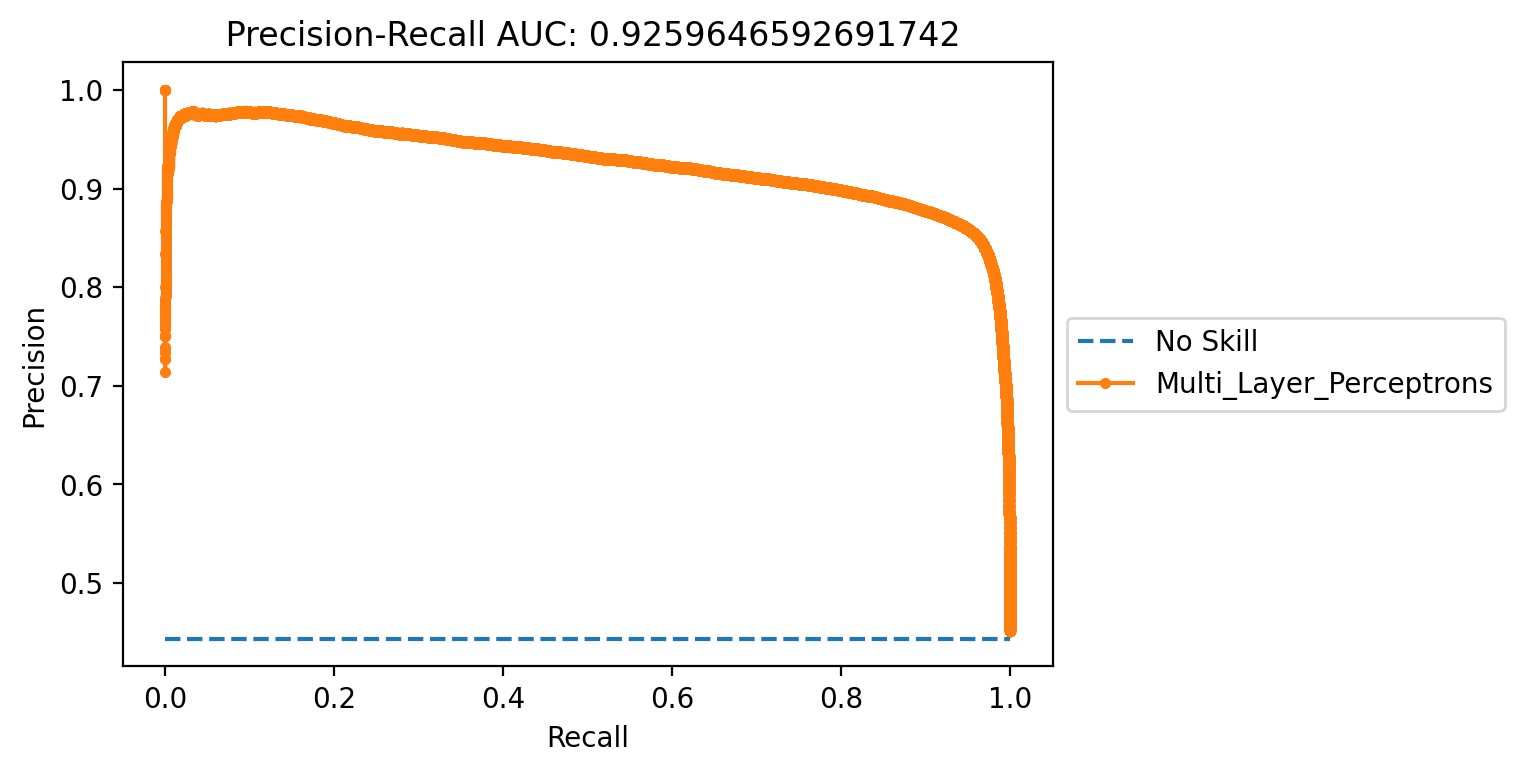 Precision-Recall AUC: 0.9259646592691742
1.0
0.9
0.8
0.7
0.6
0.5
Precision
0.0 0.2 0.4 0.6 0.8 1.0
Recall
No Skill
Multi_Layer_Perceptrons